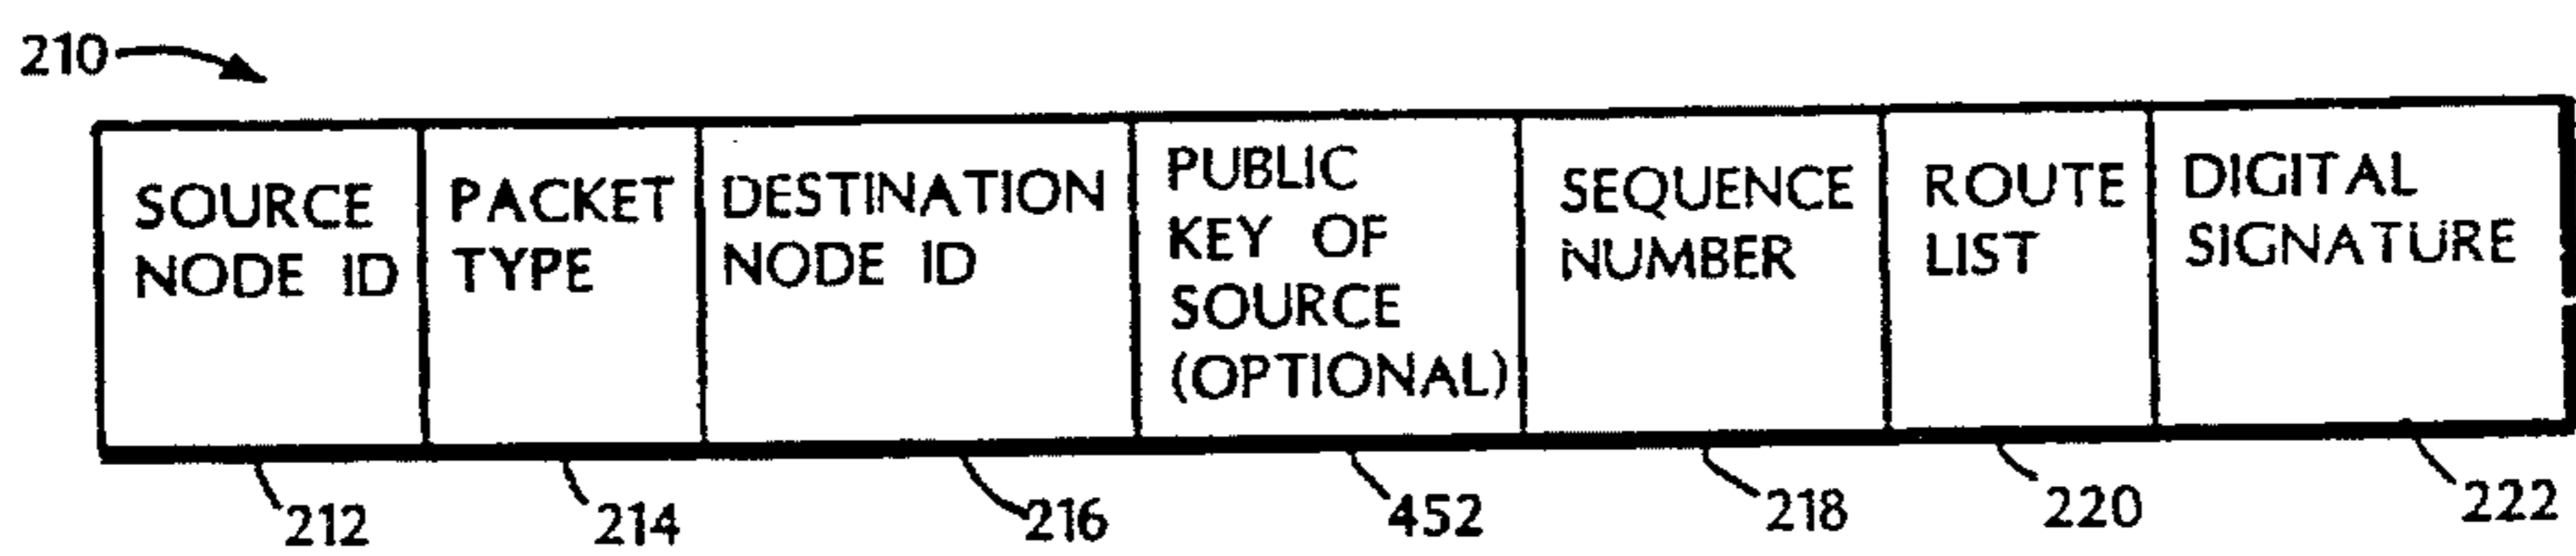 210
SOURCE
NODE ID
PACKET
TYPE
DESTINATION
NODE ID
PUBLIC
KEY OF
SOURCE
(OPTIONAL)
SEQUENCE
NUMBER
ROUTE
LIST
DIGITAL
SIGNATURE
212
214
216
452
218
220
222